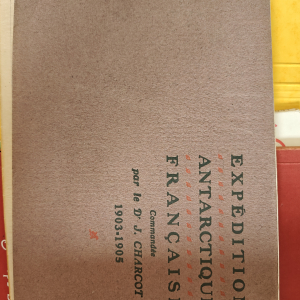 EXPÉDITION
ANTARCTIQUE
FRANÇAISE
Commandée
par le Dr J. CHARCOT
1903-1905